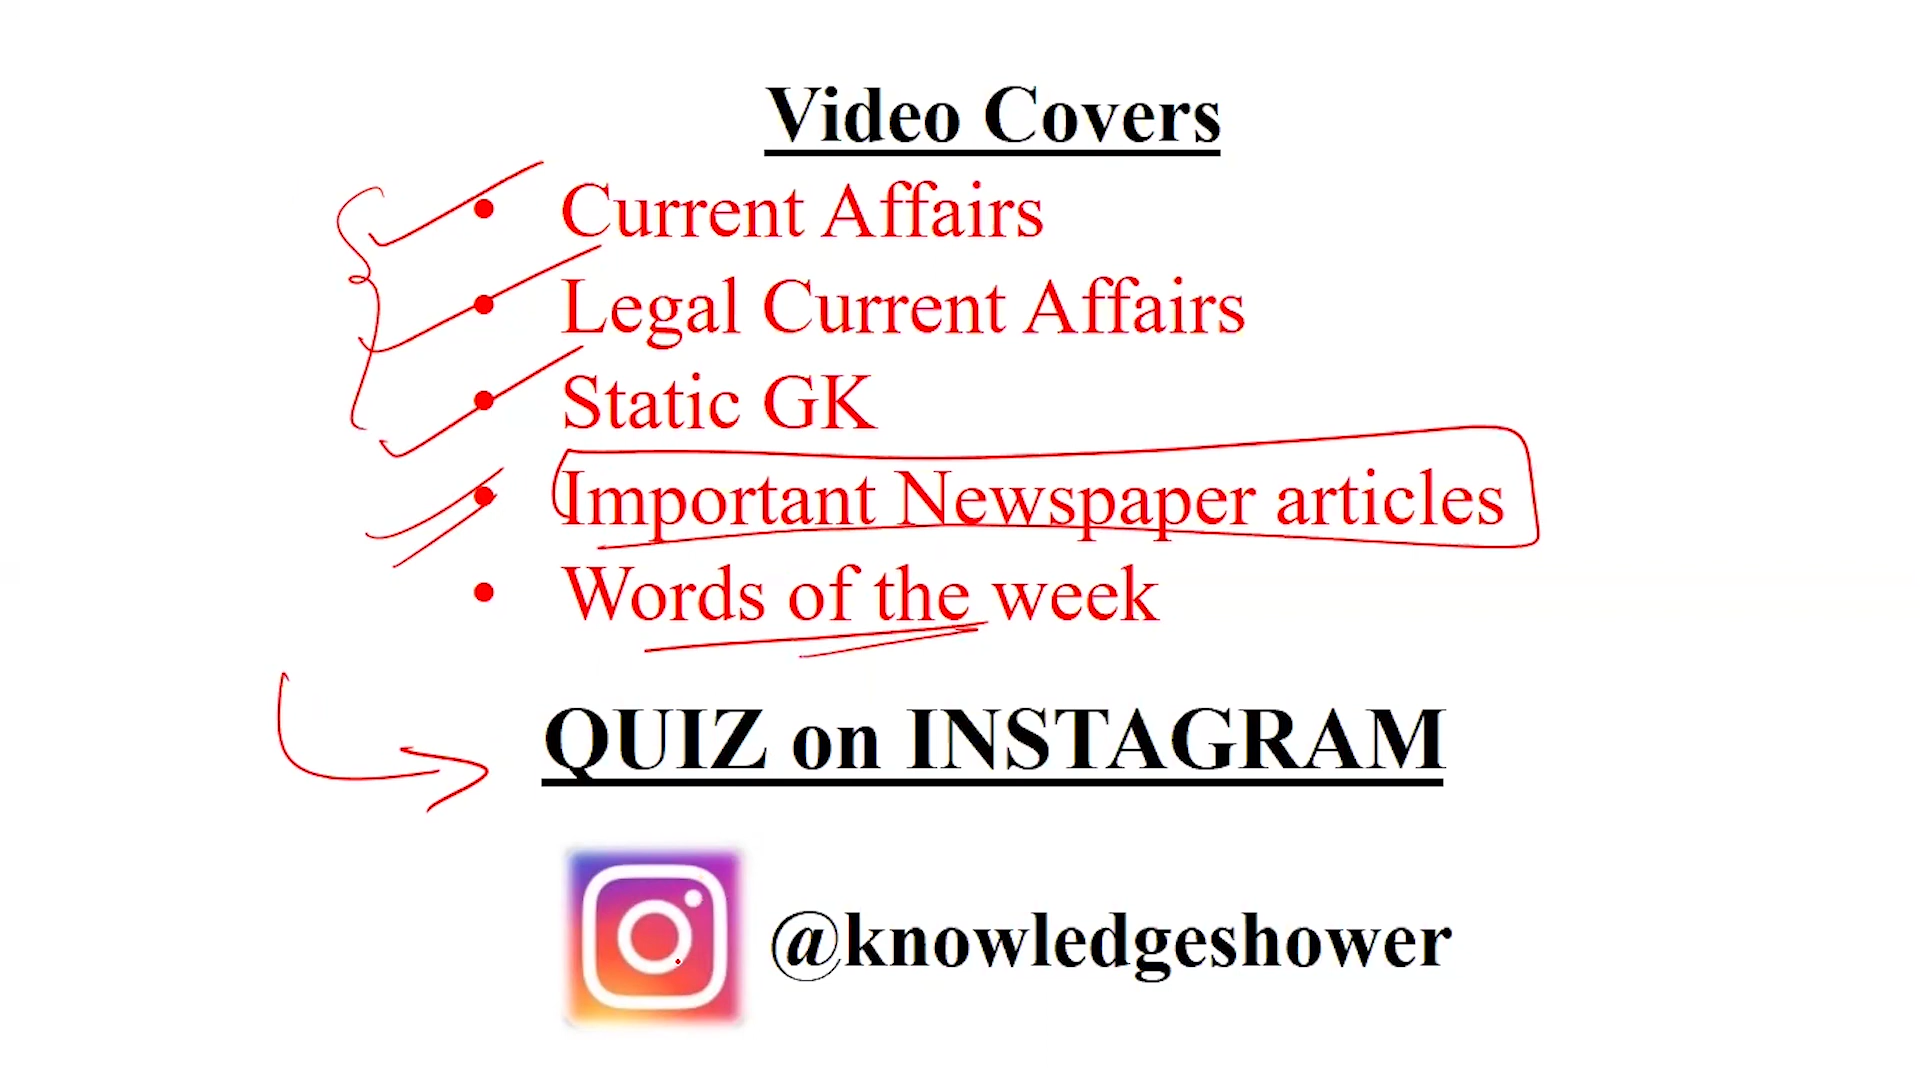 Video Covers
• Current Affairs
• Legal Current Affairs
• Static GK
• Important Newspaper articles
• Words of the week
QUIZ on INSTAGRAM
@knowledgeshower